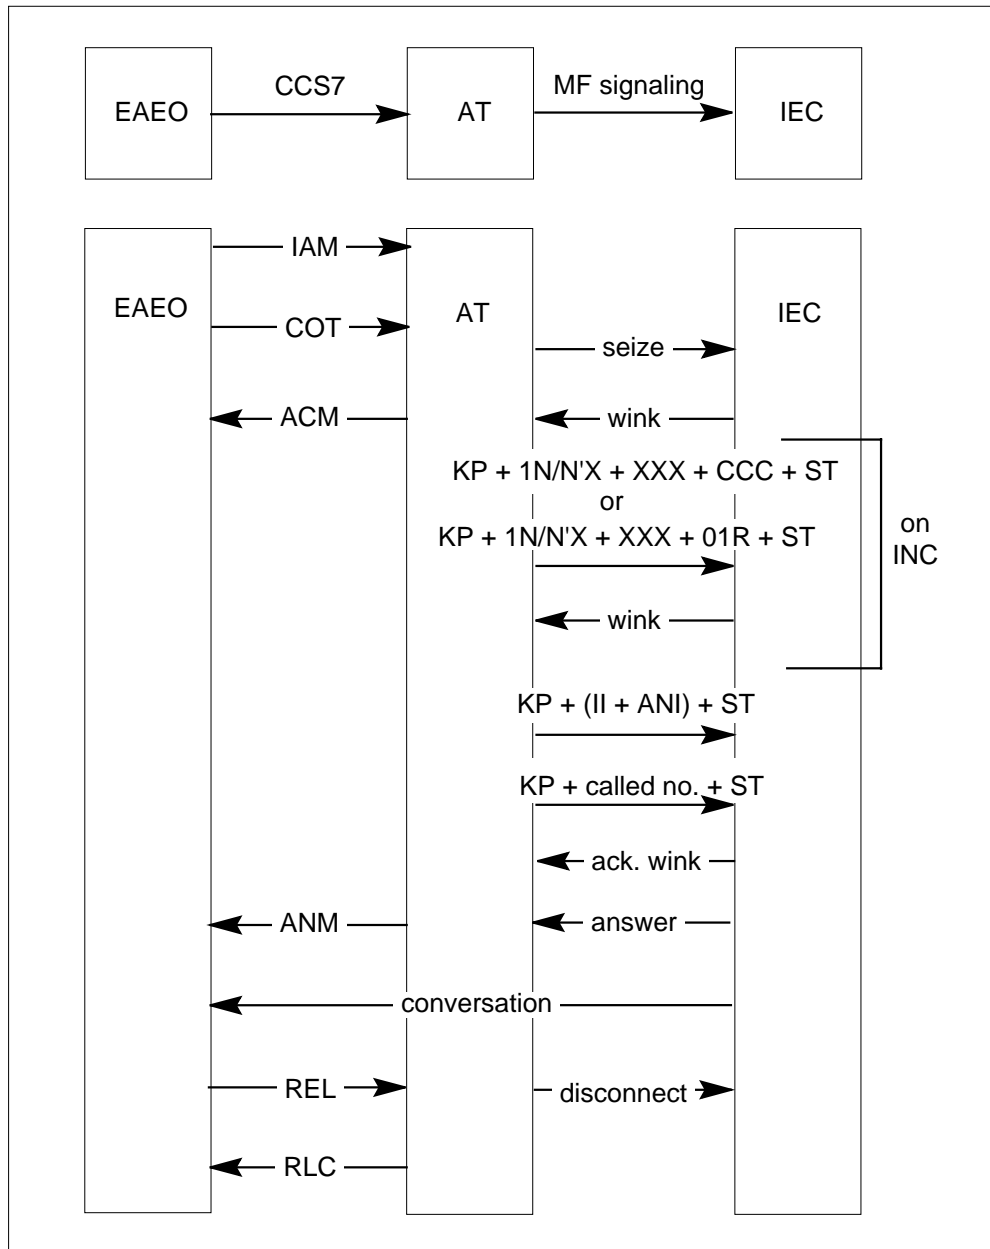 CCS7
MF signaling
EAEO
AT
IEC
IAM
EAEO
AT
IEC
COT
seize
ACM
wink
KP + 1N/N'X + XXX + CCC + ST
or
KP + 1N/N'X + XXX + 01R + ST
on
INC
wink
KP + (II + ANI) + ST
KP + called no. + ST
ack. wink
ANM
answer
conversation
REL
disconnect
RLC